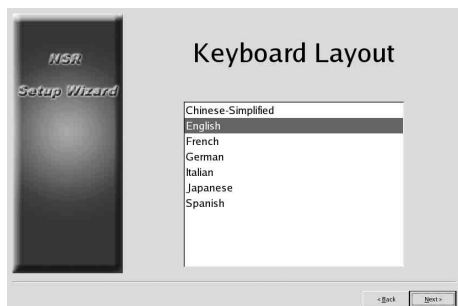 NSR
Setup Wizard
Keyboard Layout
Chinese-Simplified
English
French
German
Italian
Japanese
Spanish
< Back
Next >